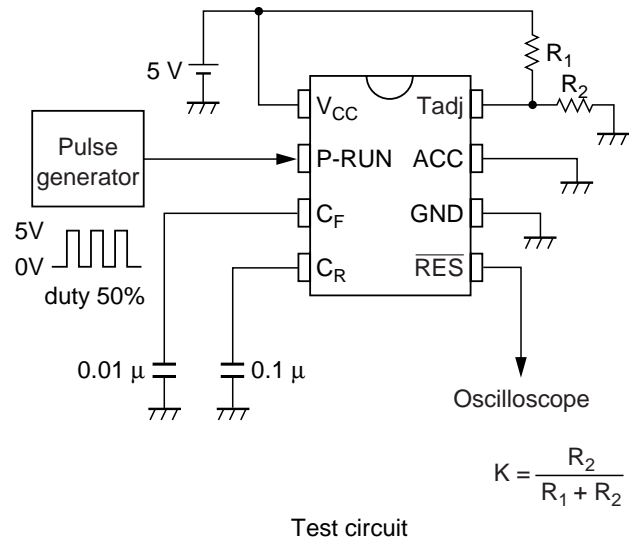 R1
R2
5 V
VCC
Tadj
Pulse
generator
P-RUN
ACC
CF
GND
5V
0V
duty 50%
CR
RES
0.01 μ
0.1 μ
Oscilloscope
K = R2
R1 + R2
Test circuit